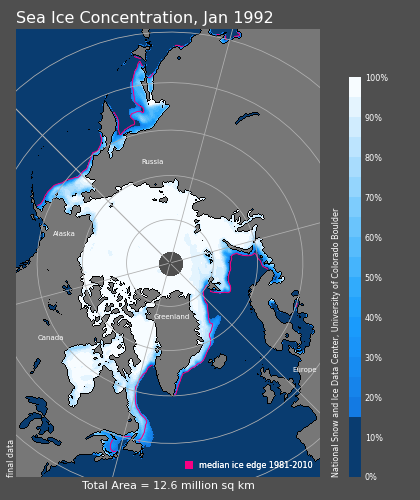 Sea Ice Concentration, Jan 1992
Russia
Alaska
Greenland
Canada
Europe
median ice edge 1981-2010
final data
Total Area = 12.6 million sq km
100%
90%
80%
70%
60%
50%
40%
30%
20%
10%
0%
National Snow and Ice Data Center, University of Colorado Boulder